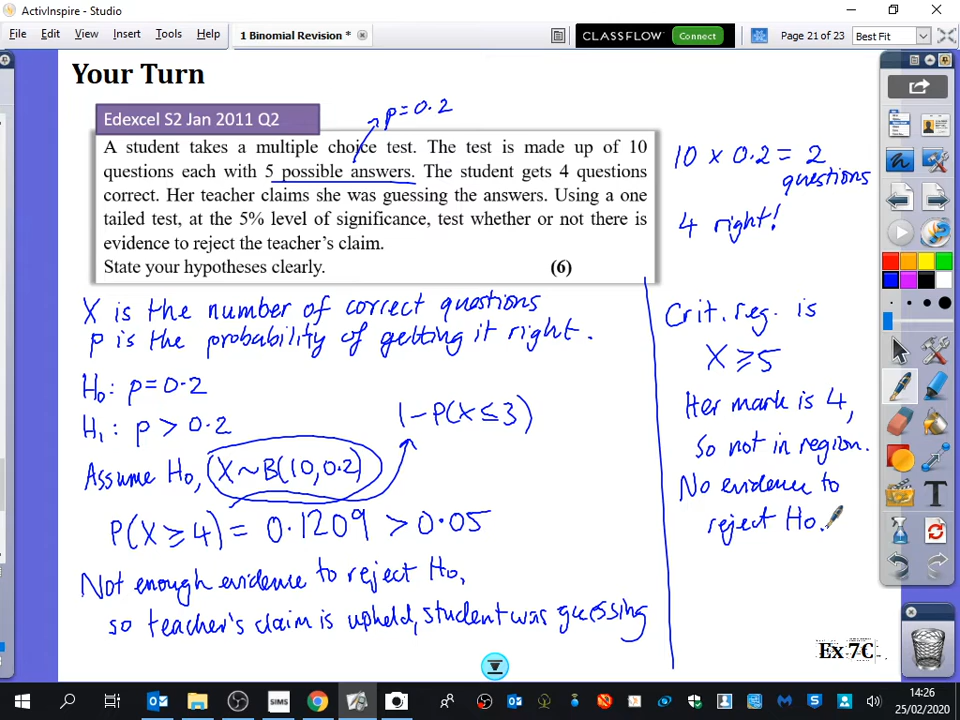 ActivInspire - Studio
File Edit View Insert Tools Help
1 Binomial Revision *
CLASSFLOW Connect
Page 21 of 23
Best Fit
Your Turn
Edexcel S2 Jan 2011 Q2
p = 0.2
A student takes a multiple choice test. The test is made up of 10
questions each with 5 possible answers. The student gets 4 questions
correct. Her teacher claims she was guessing the answers. Using a one
tailed test, at the 5% level of significance, test whether or not there is
evidence to reject the teacher's claim.
State your hypotheses clearly.
(6)
10 x 0.2 = 2
questions
4 right!
X is the number of correct questions
p is the probability of getting it right.
H₀: p = 0.2
H₁: p > 0.2
1 - P(X ≤ 3)
Assume H₀, X ~ B(10, 0.2)
P(X ≥ 4) = 0.1209 > 0.05
Not enough evidence to reject H₀,
so teacher's claim is upheld, student was guessing
Crit. reg. is
X ≥ 5
Her mark is 4,
So not in region.
No evidence to
reject H₀.
Ex 7C
SIMS
14:26
25/02/2020